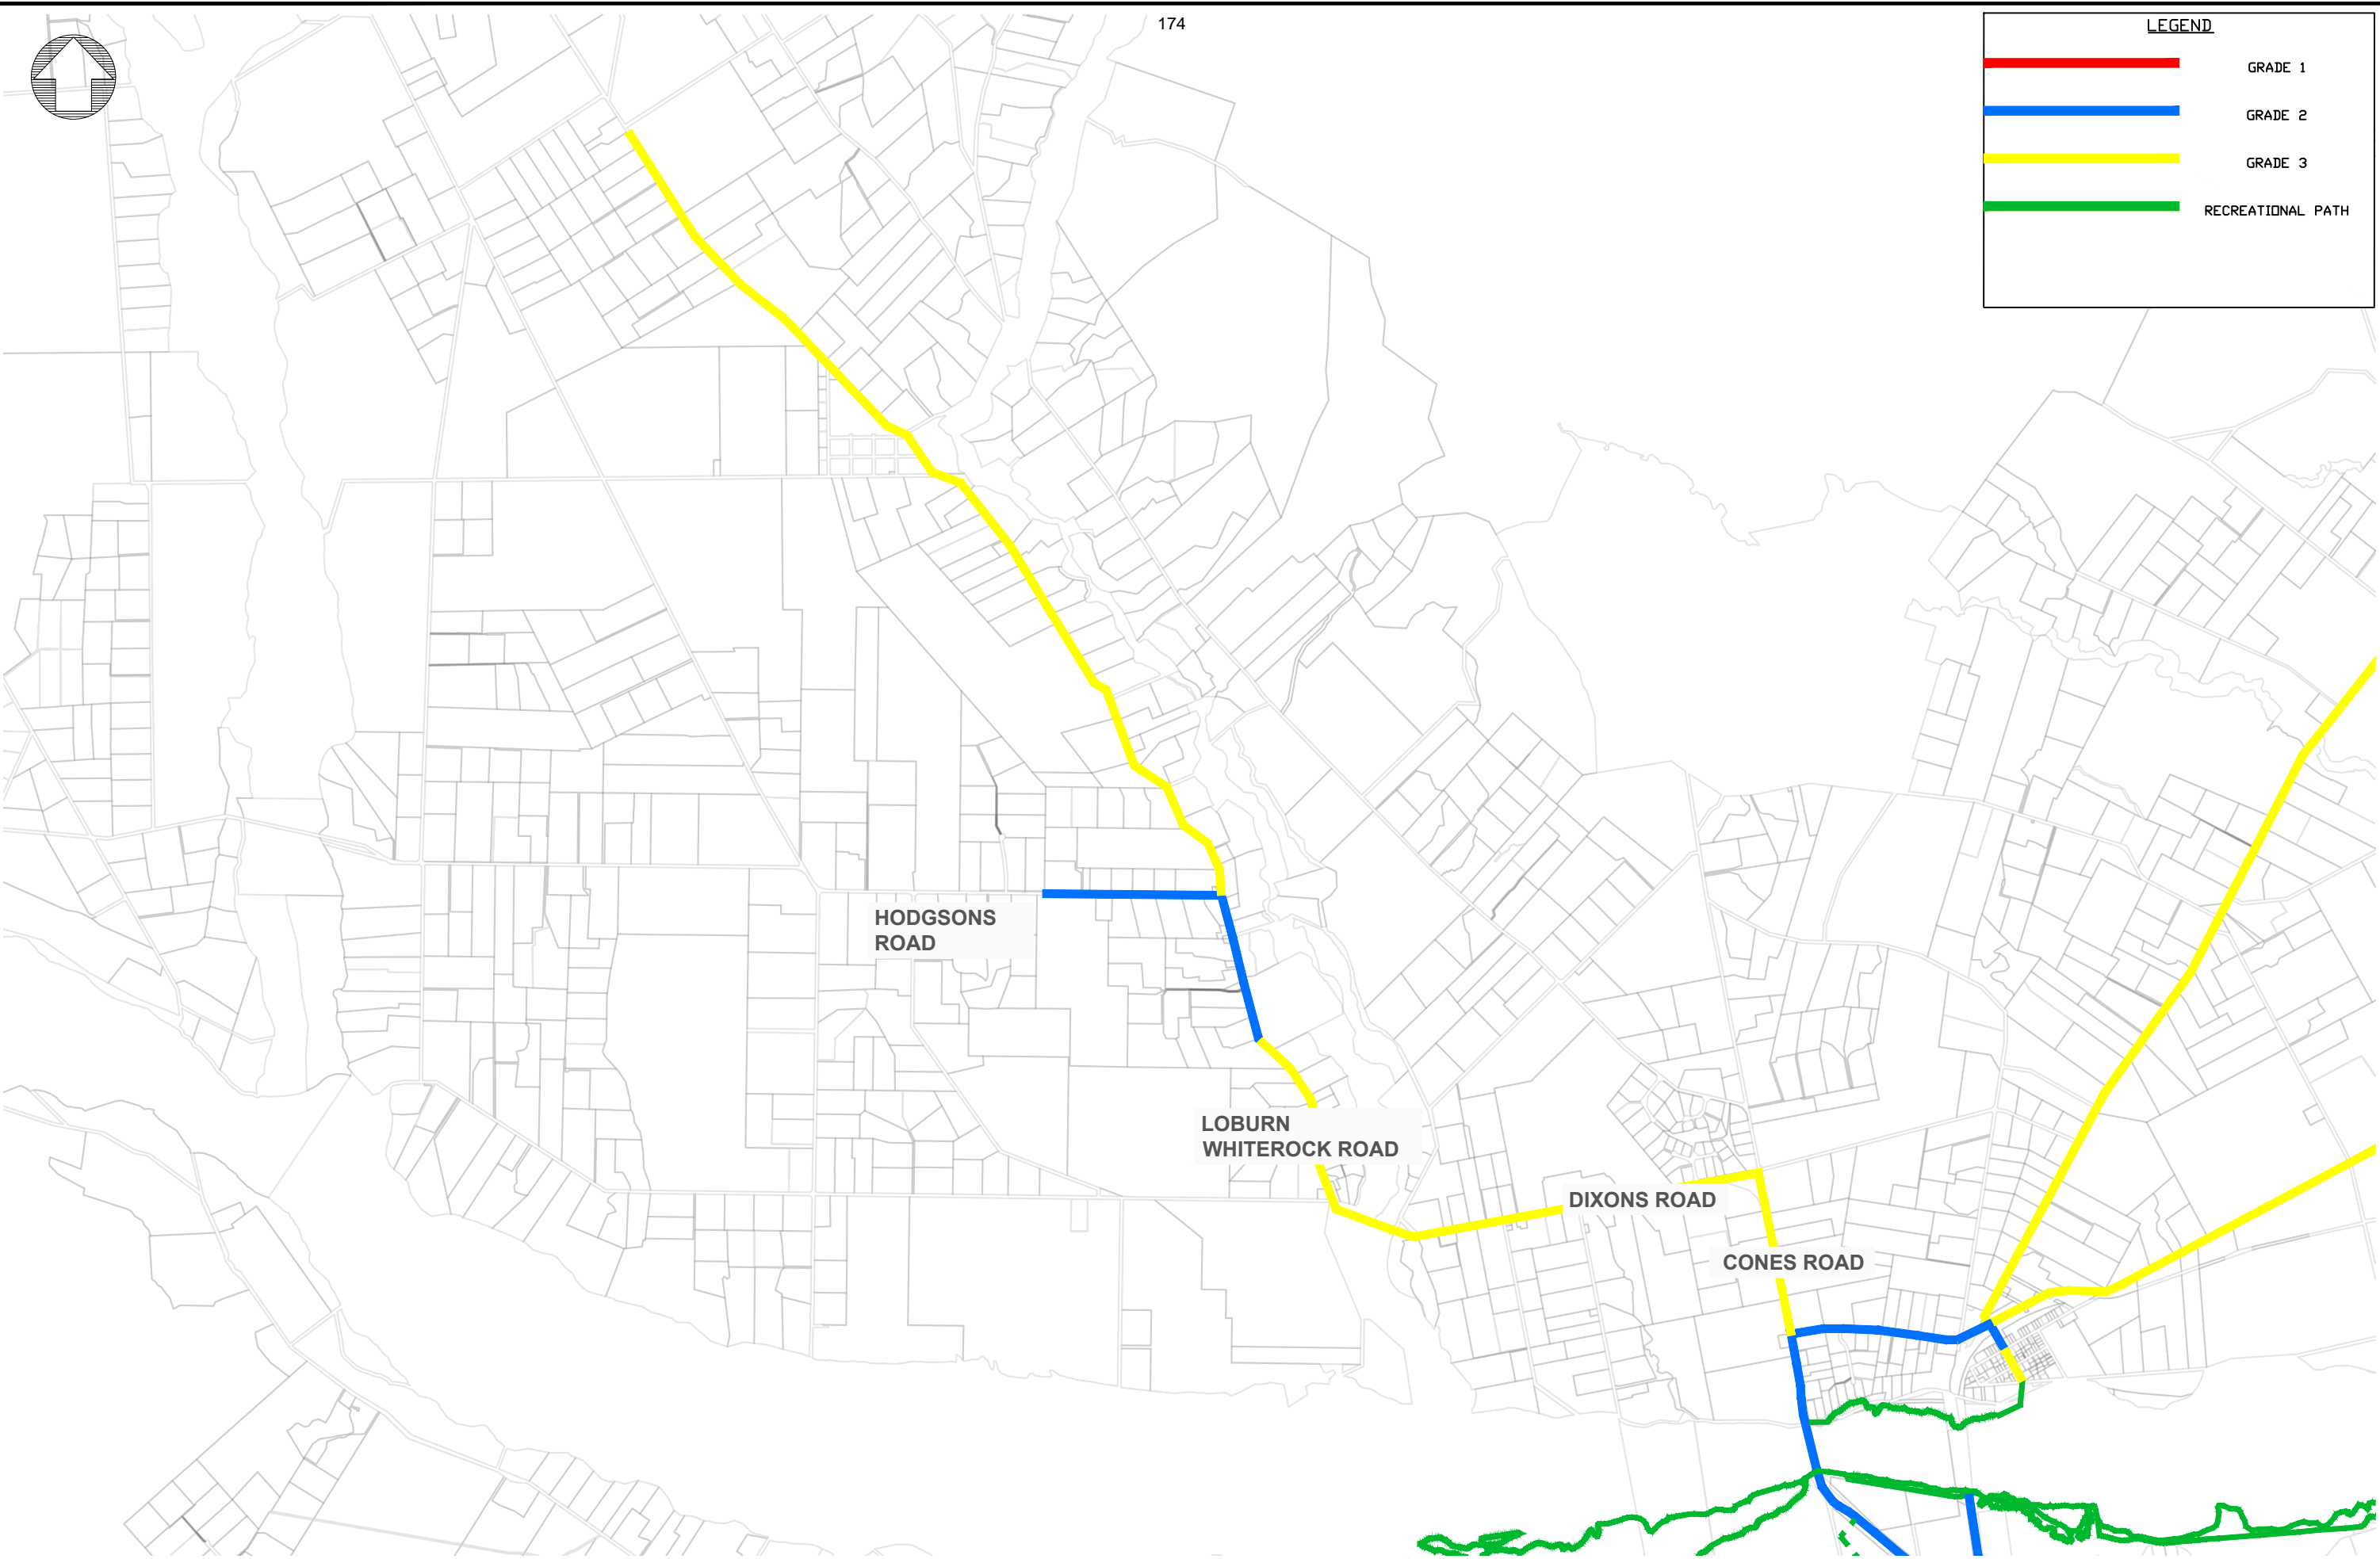 174
LEGEND
GRADE 1
GRADE 2
GRADE 3
RECREATIONAL PATH
HODGSONS
ROAD
LOBURN
WHITEROCK ROAD
DIXONS ROAD
CONES ROAD